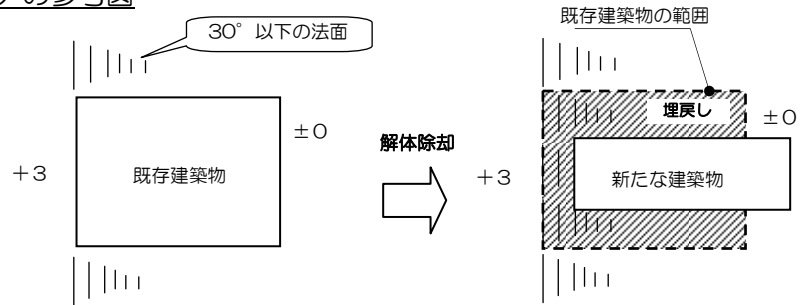 の参考図
30°以下の法面
既存建築物の範囲
埋戻し
±0
±0
解体除却
+3
既存建築物
+3
新たな建築物